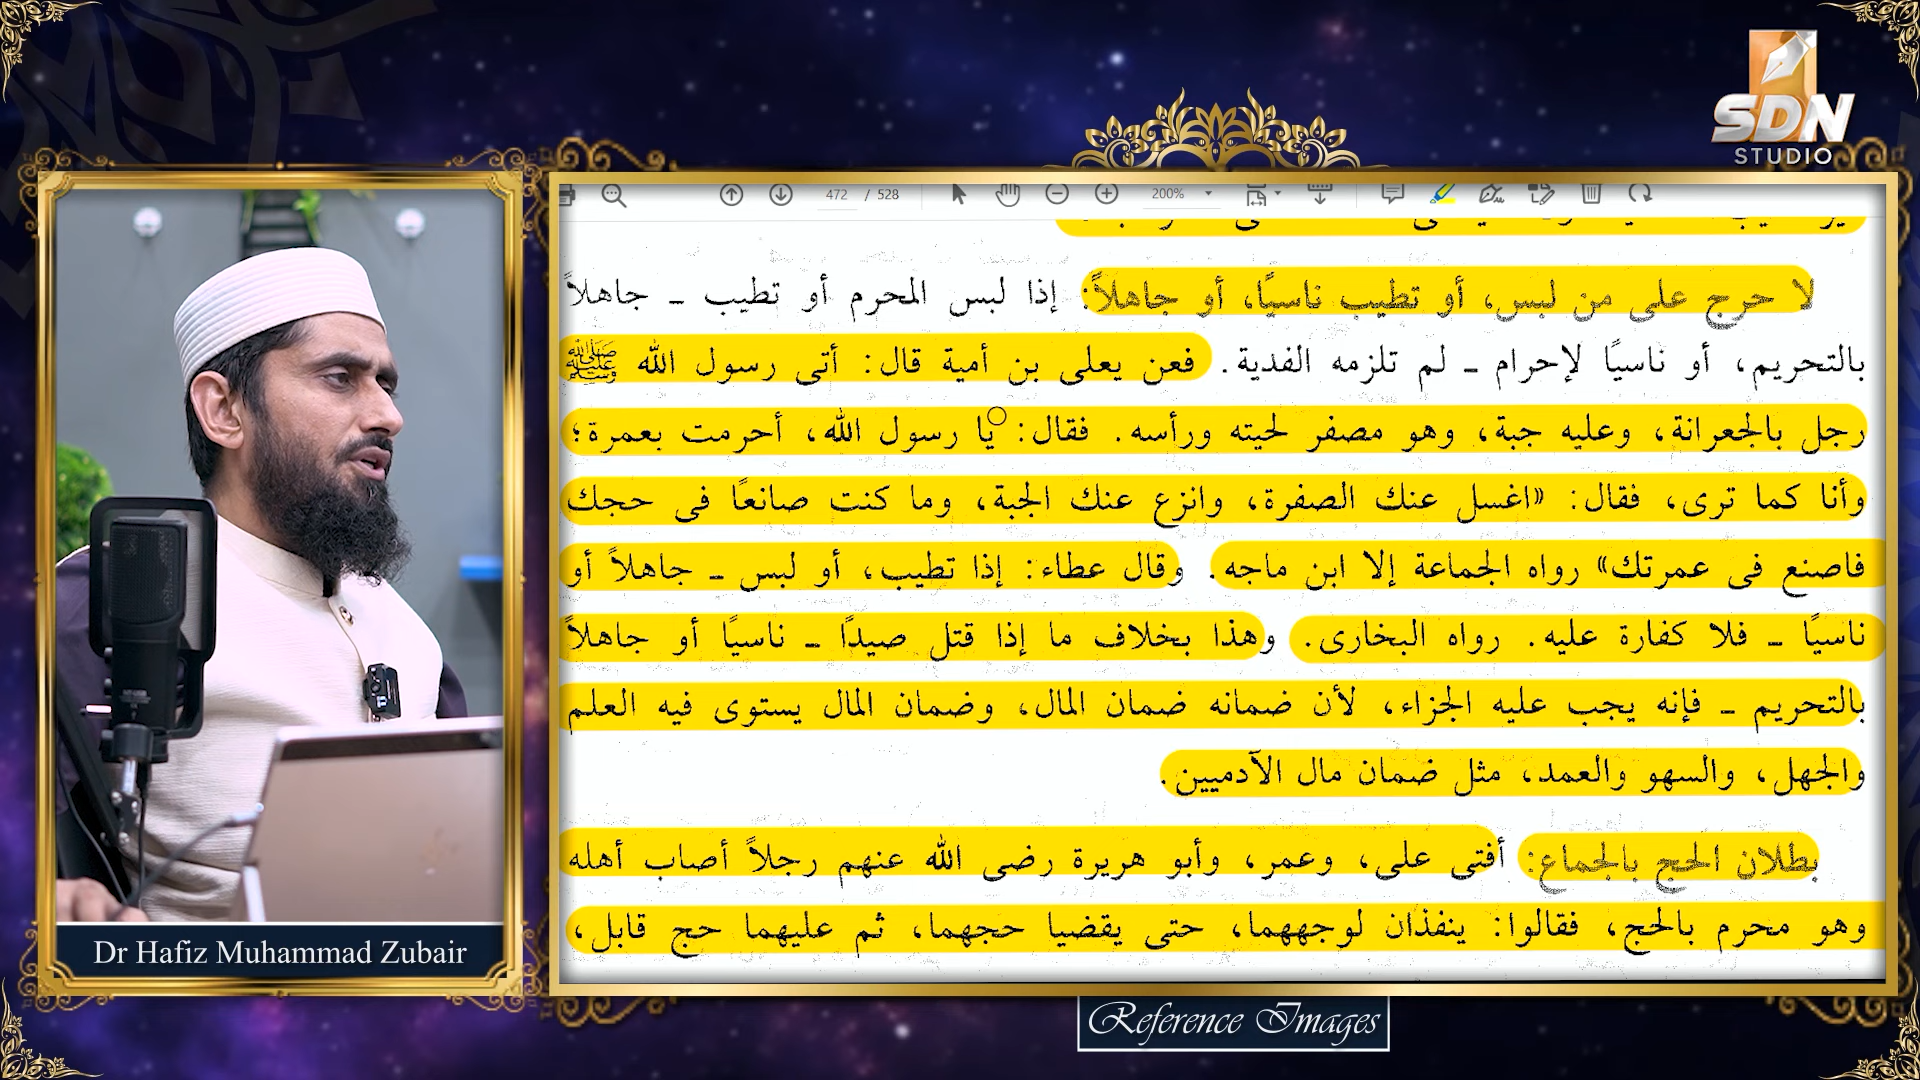 SDN
STUDIO
472 / 528
200%
لا حرج على من لبس، أو تطيب ناسيًا، أو جاهلاً: إذا لبس المحرم أو تطيب ـ جاهلاً
بالتحريم، أو ناسيًا لإحرام ـ لم تلزمه الفدية. فعن يعلى بن أمية قال: أتى رسول الله ﷺ
رجل بالجعرانة، وعليه جبة، وهو مصفر لحيته ورأسه. فقال: يا رسول الله، أحرمت بعمرة؛
وأنا كما ترى، فقال: «اغسل عنك الصفرة، وانزع عنك الجبة، وما كنت صانعًا فى حجك
فاصنع فى عمرتك» رواه الجماعة إلا ابن ماجه. وقال عطاء: إذا تطيب، أو لبس ـ جاهلاً أو
ناسيًا ـ فلا كفارة عليه. رواه البخارى. وهذا بخلاف ما إذا قتل صيدًا ـ ناسيًا أو جاهلاً
بالتحريم ـ فإنه يجب عليه الجزاء، لأن ضمانه ضمان المال، وضمان المال يستوى فيه العلم
والجهل، والسهو والعمد، مثل ضمان مال الآدميين.
بطلان الحج بالجماع: أفتى على، وعمر، وأبو هريرة رضى الله عنهم رجلاً أصاب أهله
وهو محرم بالحج، فقالوا: ينفذان لوجههما، حتى يقضيا حجهما، ثم عليهما حج قابل،
Dr Hafiz Muhammad Zubair
Reference Images